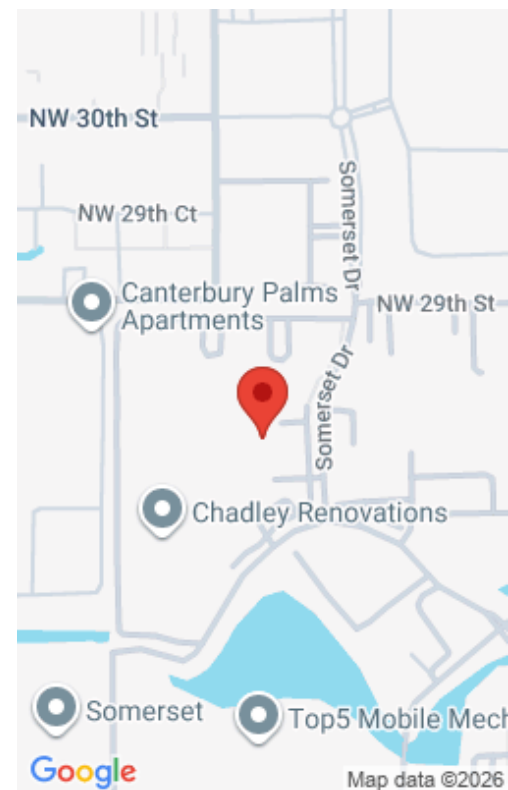 NW 30th St
Somerset Dr
NW 29th Ct
Canterbury Palms
Apartments
NW 29th St
Somerset Dr
Chadley Renovations
Somerset
Top5 Mobile Mech
Google
Map data ©2026